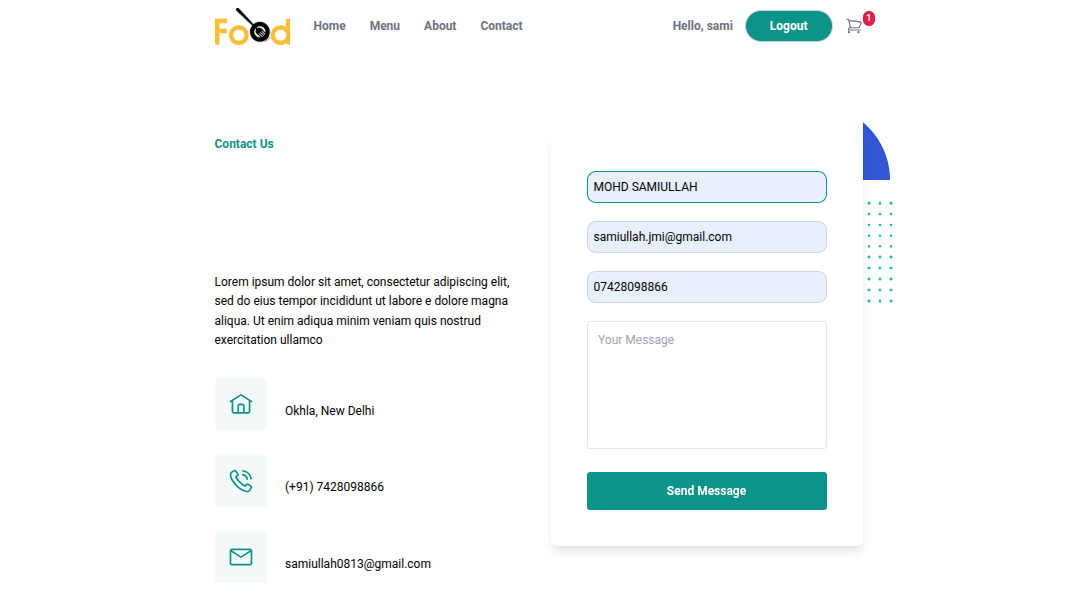 Food
Home
Menu
About
Contact
Hello, sami
Logout
1
Contact Us
Lorem ipsum dolor sit amet, consectetur adipiscing elit,
sed do eius tempor incididunt ut labore e dolore magna
aliqua. Ut enim adiqua minim veniam quis nostrud
exercitation ullamco
Okhla, New Delhi
(+91) 7428098866
samiullah0813@gmail.com
MOHD SAMIULLAH
samiullah.jmi@gmail.com
07428098866
Your Message
Send Message